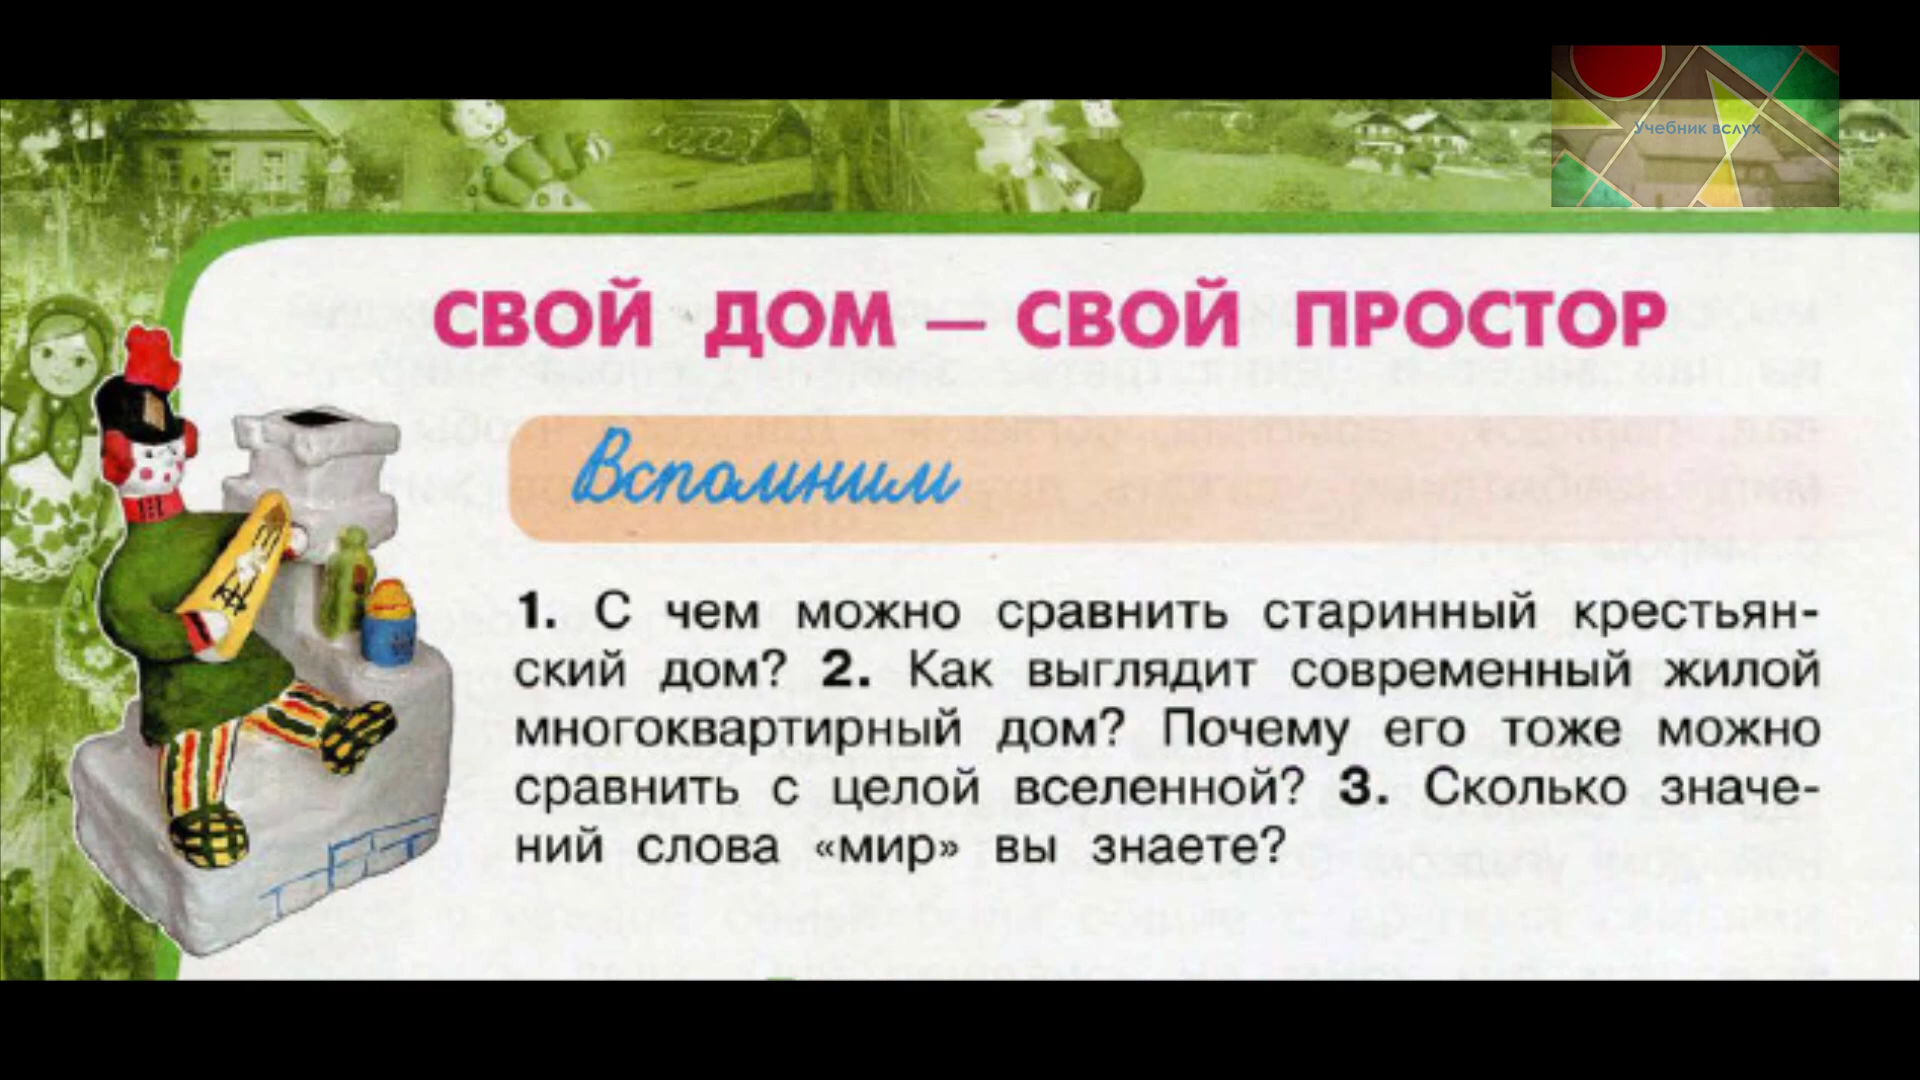 Учебник вслух
СВОЙ ДОМ — СВОЙ ПРОСТОР
Вспомним
1. С чем можно сравнить старинный крестьян-
ский дом? 2. Как выглядит современный жилой
многоквартирный дом? Почему его тоже можно
сравнить с целой вселенной? 3. Сколько значе-
ний слова «мир» вы знаете?